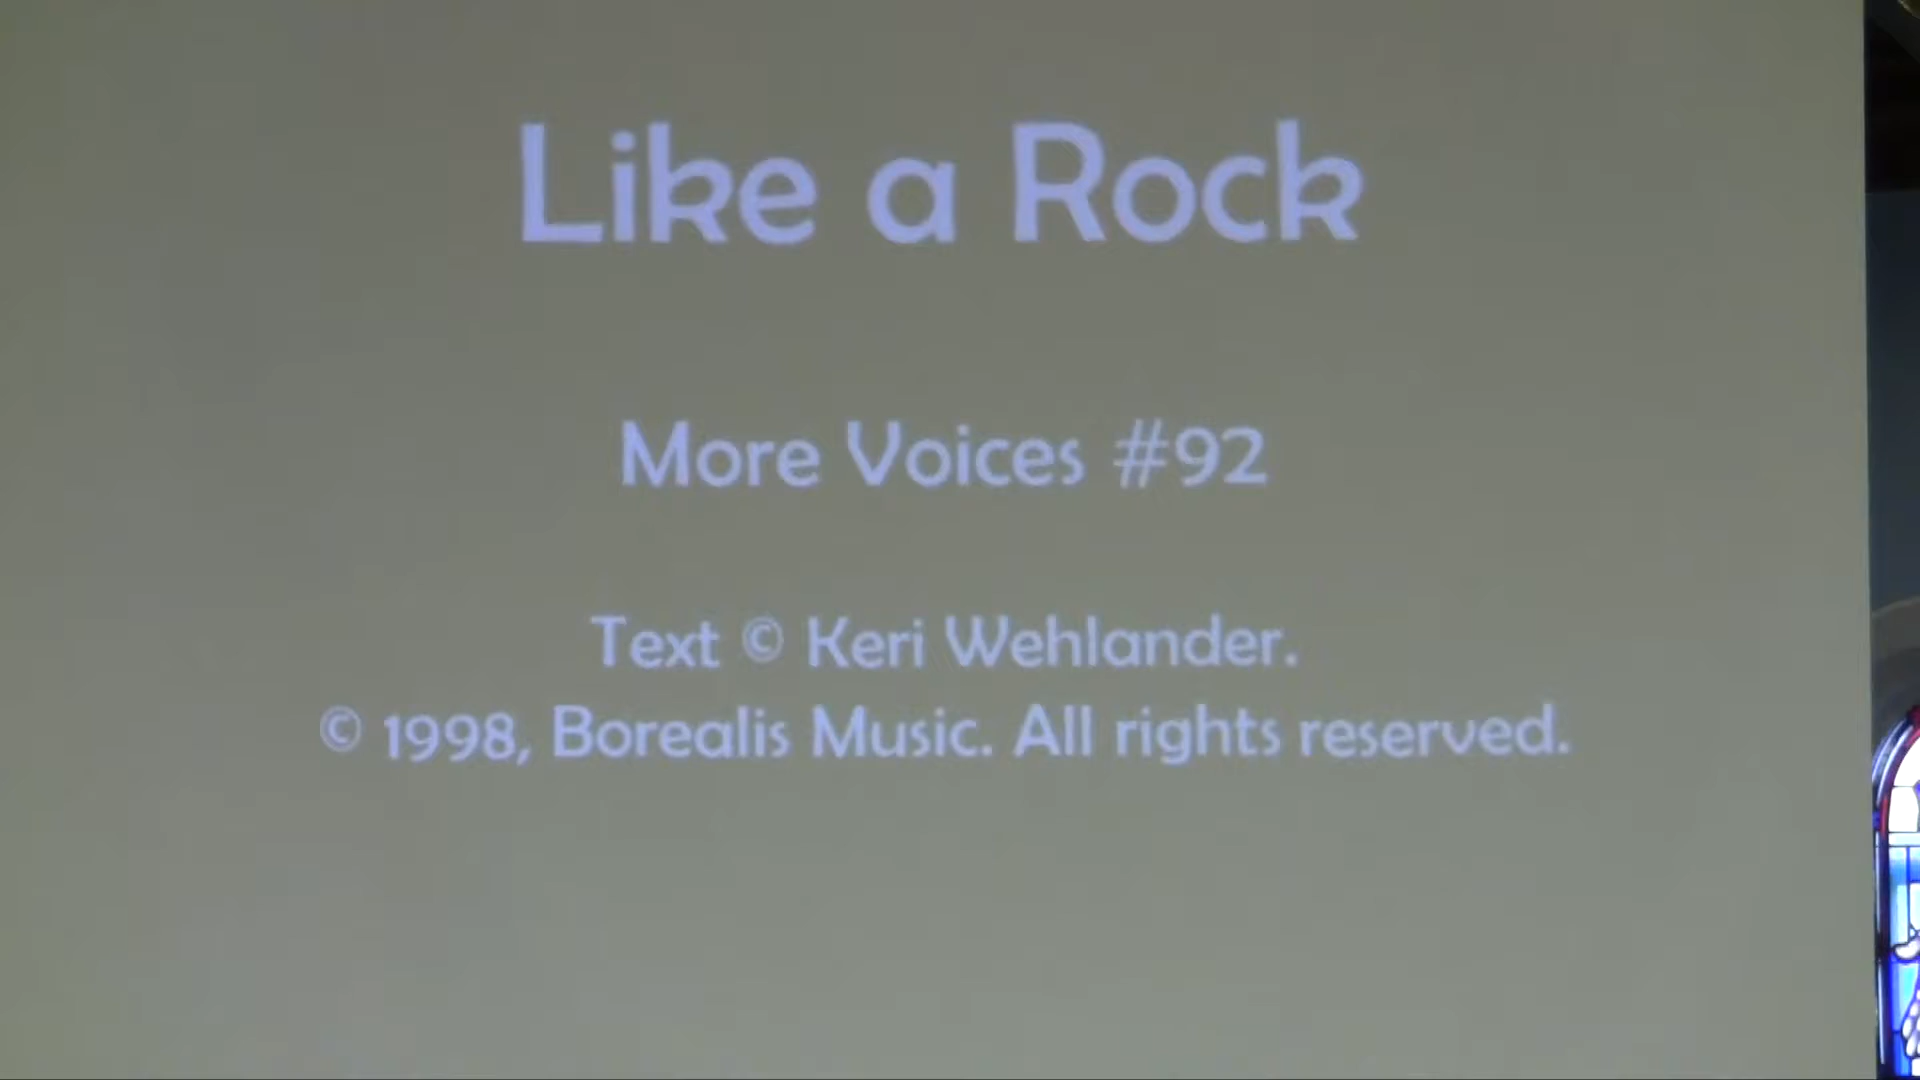 Like a Rock
More Voices #92
Text © Keri Wehlander.
© 1998, Borealis Music. All rights reserved.